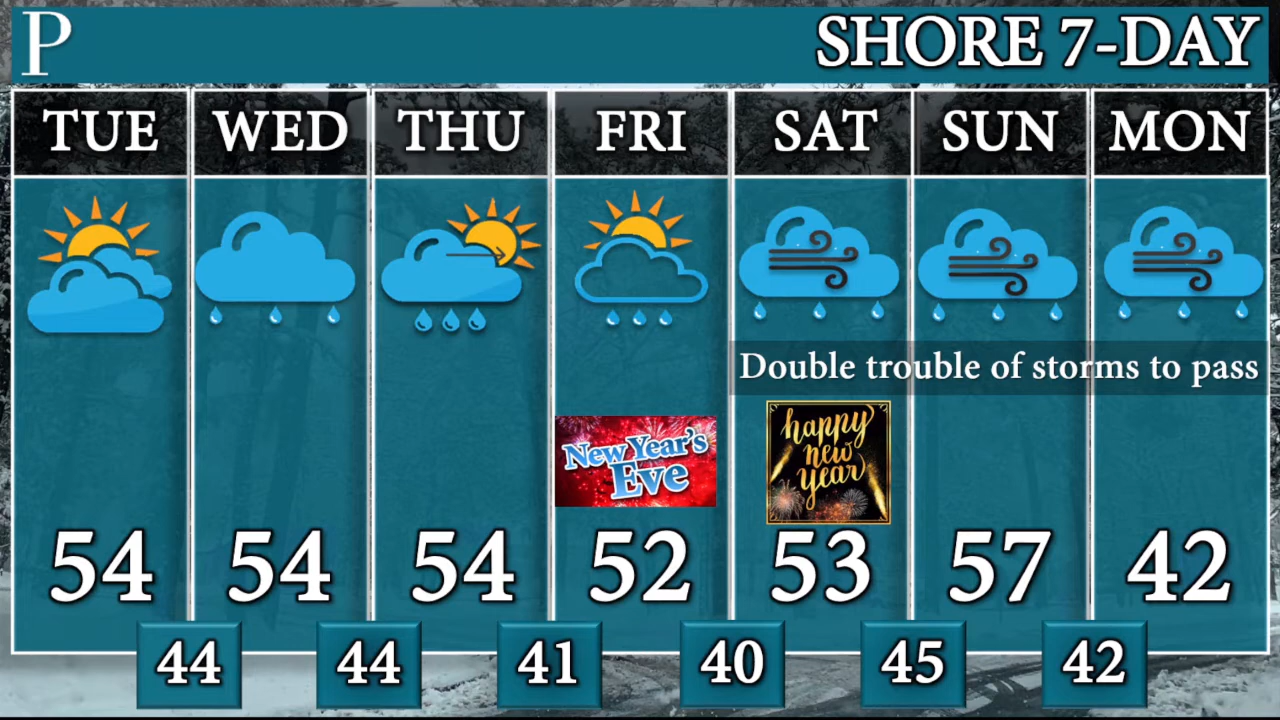 P
SHORE 7-DAY
TUE WED THU FRI SAT SUN MON
Double trouble of storms to pass
New Year's
Eve
happy
new
year
54 54 54 52 53 57 42
44 44 41 40 45 42